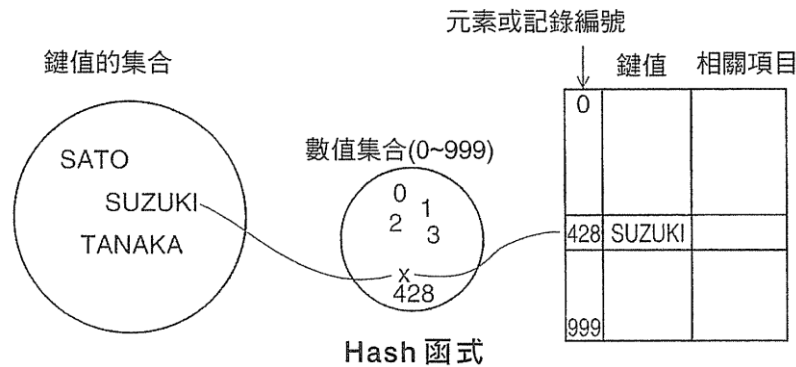 元素或記錄編號
鍵值的集合
鍵值
相關項目
SATO
SUZUKI
TANAKA
數值集合(0~999)
0
1
2
3
x
428
0
428 SUZUKI
999
Hash 函式